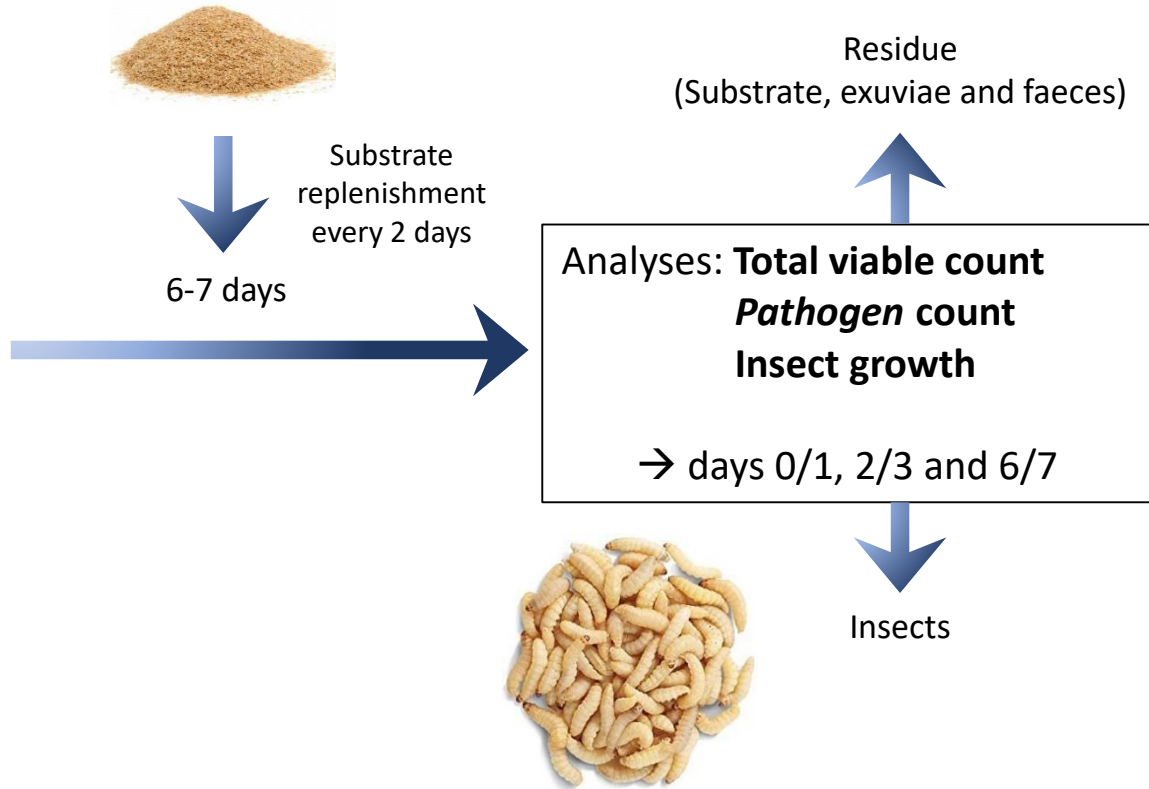 Substrate
replenishment
every 2 days
6-7 days
Residue
(Substrate, exuviae and faeces)
Analyses: Total viable count
Pathogen count
Insect growth
→ days 0/1, 2/3 and 6/7
Insects